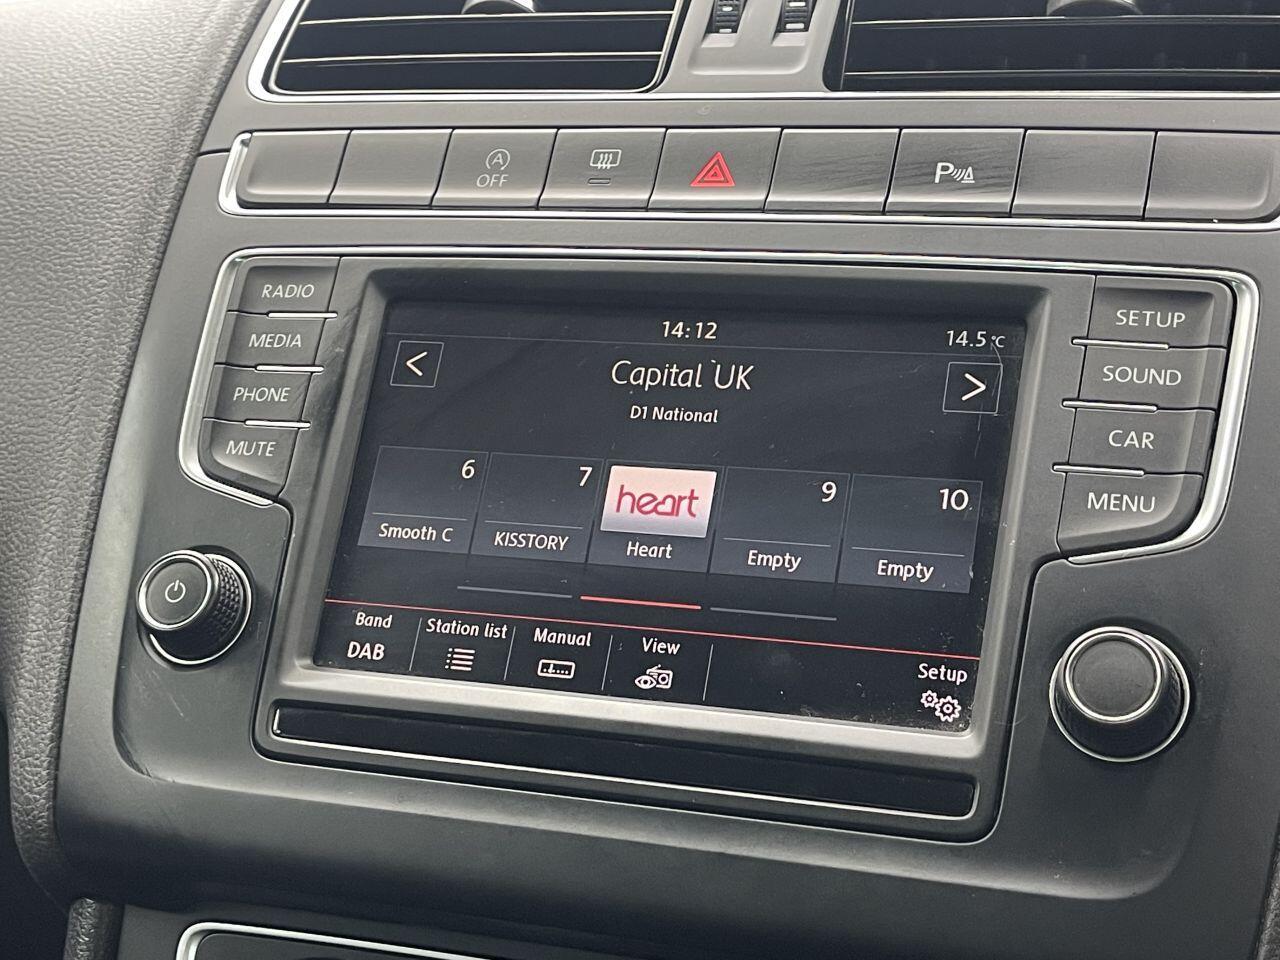 A
OFF
P
RADIO
MEDIA
PHONE
MUTE
SETUP
SOUND
CAR
MENU
14:12
14.5 °C
<
Capital UK
>
D1 National
6
Smooth C
7
KISSTORY
heart
Heart
9
Empty
10
Empty
Band
DAB
Station list
Manual
View
Setup